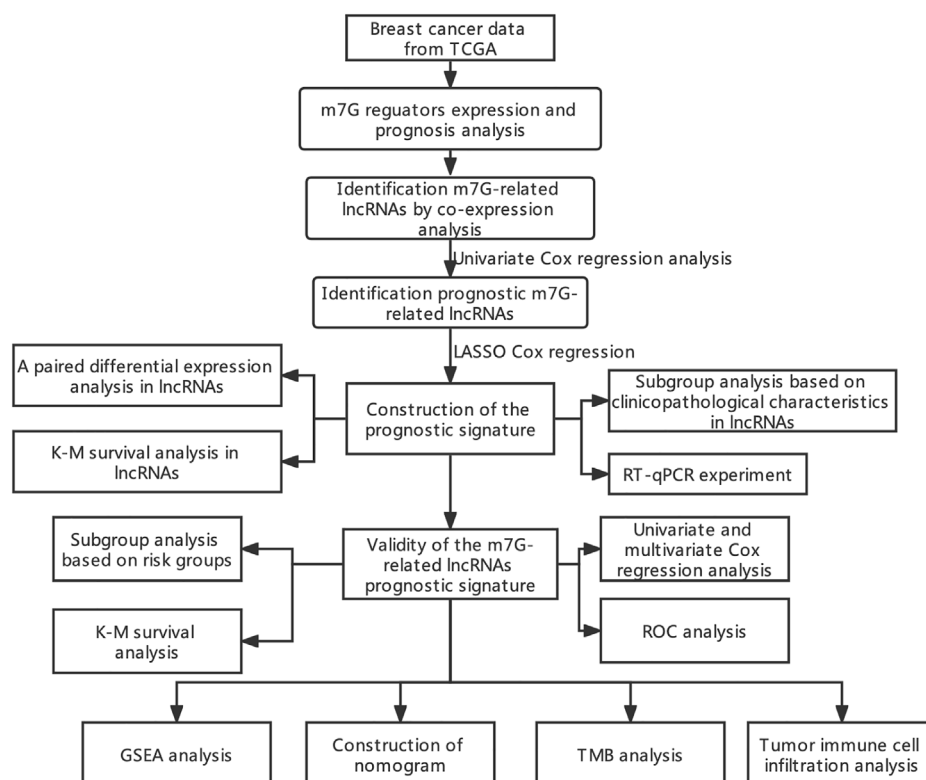 Breast cancer data
from TCGA
m7G reguators expression and
prognosis analysis
Identification m7G-related
lncRNAs by co-expression
analysis
Univariate Cox regression analysis
Identification prognostic m7G-
related lncRNAs
LASSO Cox regression
A paired differential expression
analysis in lncRNAs
K-M survival analysis in
lncRNAs
Construction of the
prognostic signature
Subgroup analysis based on
clinicopathological characteristics
in lncRNAs
RT-qPCR experiment
Subgroup analysis
based on risk groups
K-M survival
analysis
Validity of the m7G-
related lncRNAs
prognostic signature
Univariate and
multivariate Cox
regression analysis
ROC analysis
GSEA analysis
Construction of
nomogram
TMB analysis
Tumor immune cell
infiltration analysis